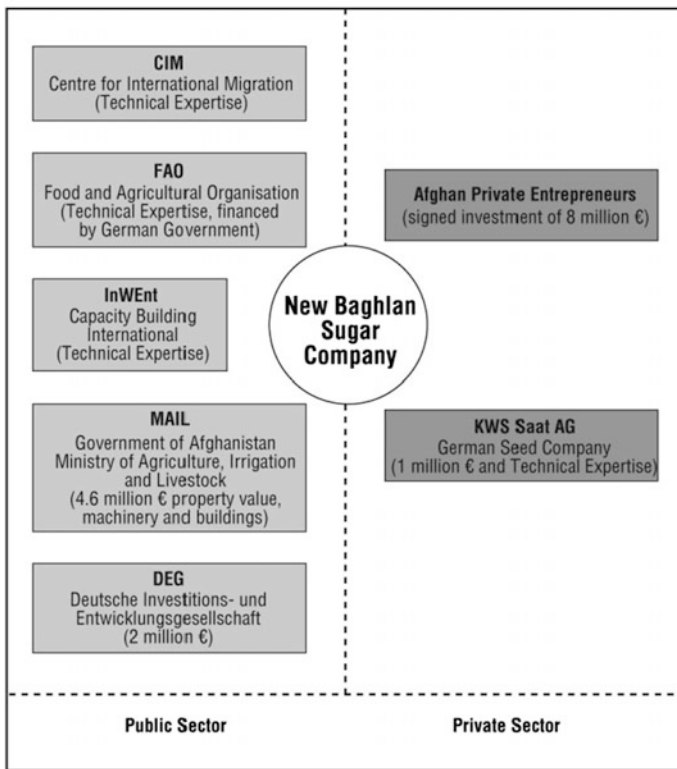 CIM
Centre for International Migration
(Technical Expertise)
FAO
Food and Agricultural Organisation
(Technical Expertise, financed
by German Government)
InWEnt
Capacity Building
International
(Technical Expertise)
MAIL
Government of Afghanistan
Ministry of Agriculture, Irrigation
and Livestock
(4.6 million € property value,
machinery and buildings)
DEG
Deutsche Investitions- und
Entwicklungsgesellschaft
(2 million €)
New Baghlan
Sugar
Company
Afghan Private Entrepreneurs
(signed investment of 8 million €)
KWS Saat AG
German Seed Company
(1 million € and Technical Expertise)
Public Sector
Private Sector